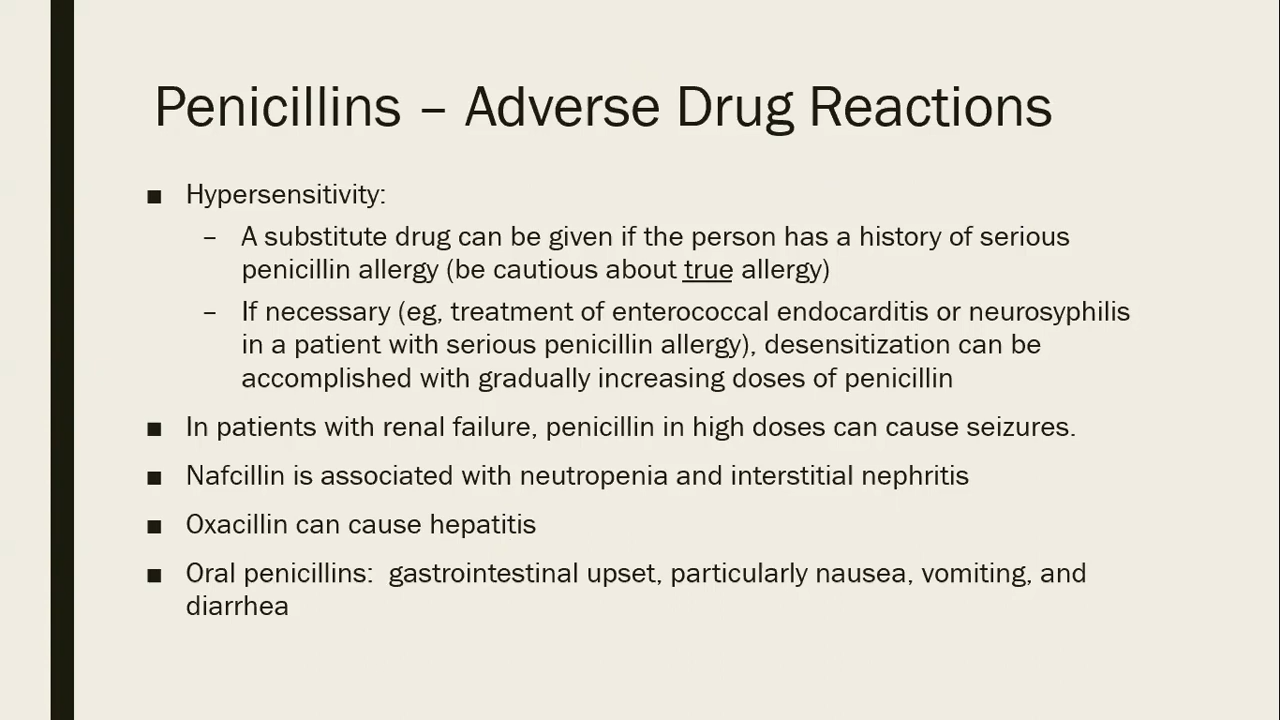 Penicillins – Adverse Drug Reactions
■ Hypersensitivity:
– A substitute drug can be given if the person has a history of serious
penicillin allergy (be cautious about true allergy)
– If necessary (eg, treatment of enterococcal endocarditis or neurosyphilis
in a patient with serious penicillin allergy), desensitization can be
accomplished with gradually increasing doses of penicillin
■ In patients with renal failure, penicillin in high doses can cause seizures.
■ Nafcillin is associated with neutropenia and interstitial nephritis
■ Oxacillin can cause hepatitis
■ Oral penicillins:  gastrointestinal upset, particularly nausea, vomiting, and
diarrhea